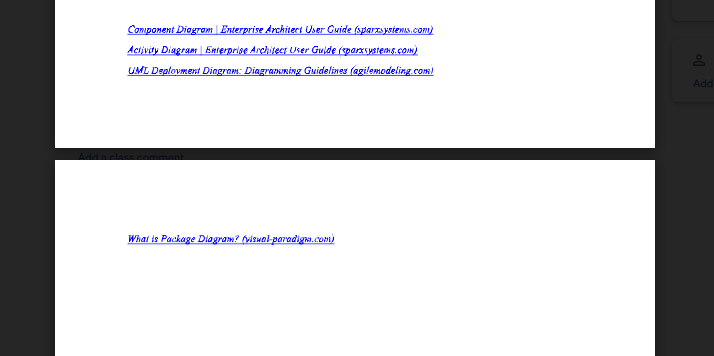 Component Diagram | Enterprise Architect User Guide (sparxsystems.com)
Activity Diagram | Enterprise Architect User Guide (sparxsystems.com)
UML Deployment Diagram: Diagramming Guidelines (agilemodeling.com)
Add a class comment
What is Package Diagram? (visual-paradigm.com)
Add